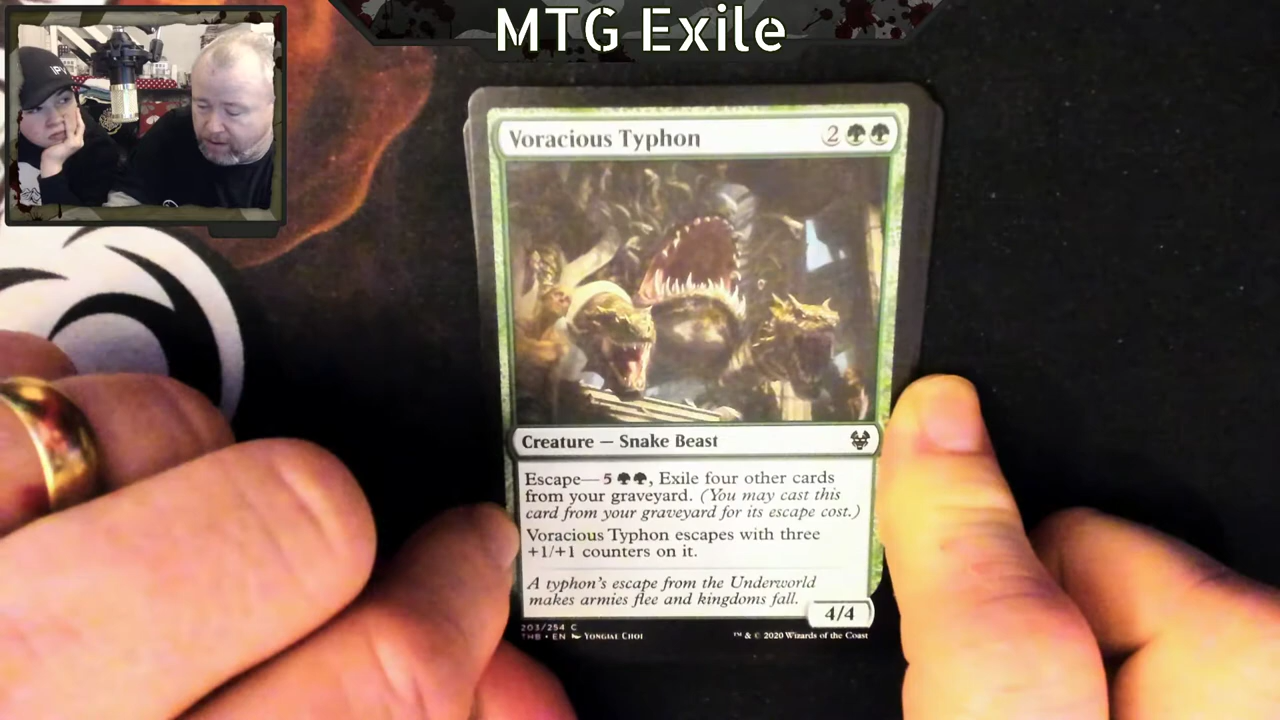 MTG Exile
IPV
Voracious Typhon 2
Creature — Snake Beast
Escape— 5, Exile four other cards
from your graveyard. (You may cast this
card from your graveyard for its escape cost.)
Voracious Typhon escapes with three
+1/+1 counters on it.
A typhon's escape from the Underworld
makes armies flee and kingdoms fall.
4/4
203/254 C
THB • EN Yongjae Choi
™ & © 2020 Wizards of the Coast